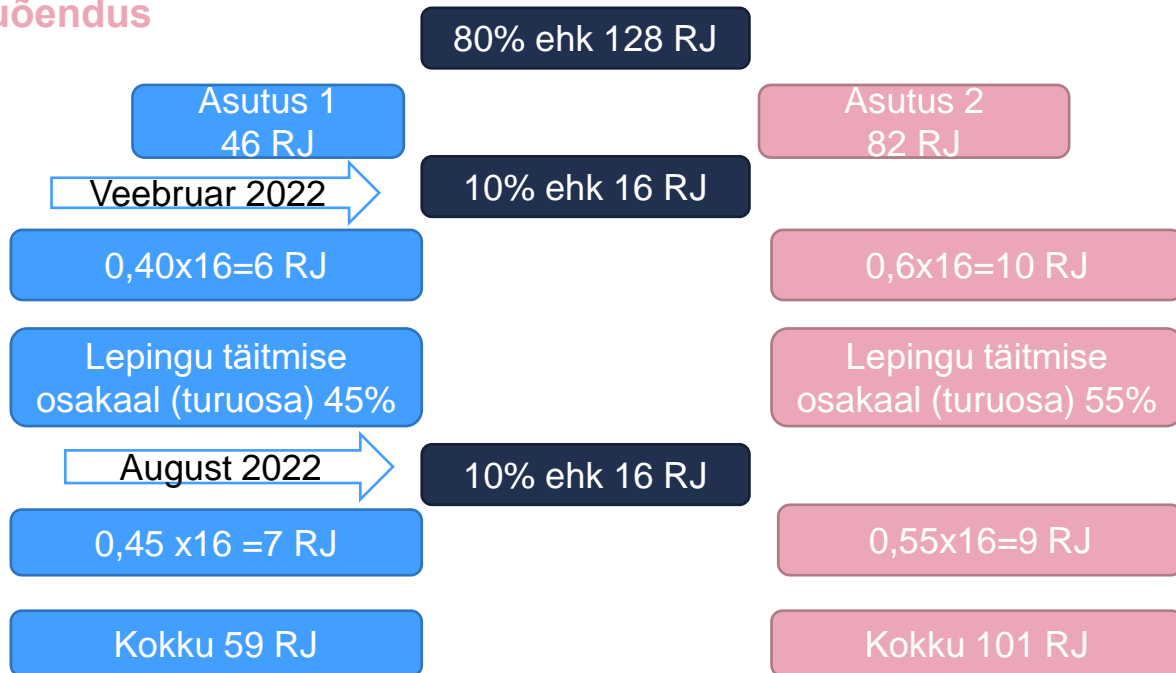 uõendus
80% ehk 128 RJ
Asutus 1
46 RJ
Asutus 2
82 RJ
Veebruar 2022
10% ehk 16 RJ
0,40x16=6 RJ
0,6x16=10 RJ
Lepingu täitmise
osakaal (turuosa) 45%
Lepingu täitmise
osakaal (turuosa) 55%
August 2022
10% ehk 16 RJ
0,45 x16 =7 RJ
0,55x16=9 RJ
Kokku 59 RJ
Kokku 101 RJ